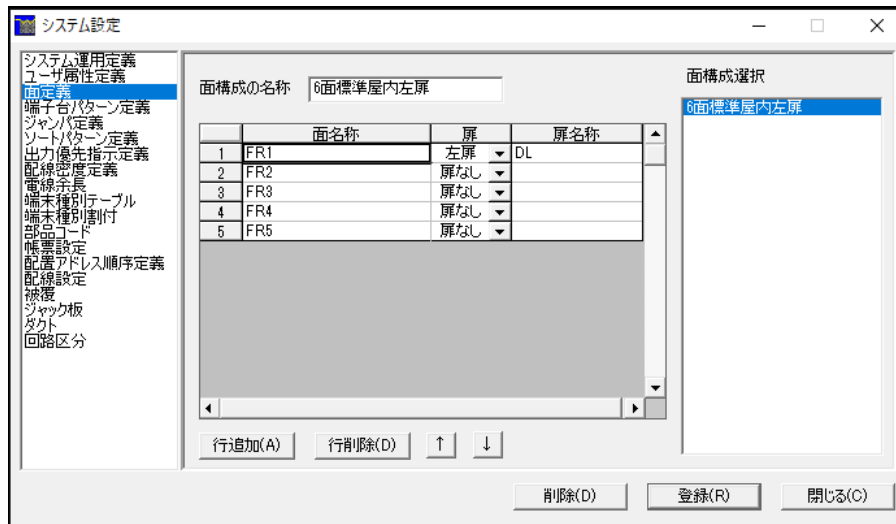 システム設定
システム運用定義
ユーザ属性定義
面定義
端子台パターン定義
ジャンパ定義
ソートパターン定義
出力優先指示定義
配線密度定義
電線余長
端末種別テーブル
端末種別割付
部品コード
帳票設定
配置アドレス順序定義
配線設定
被覆
ジャック板
ダクト
回路区分
面構成の名称 6面標準屋内左扉
面名称 扉 扉名称
1 FR1 左扉 DL
2 FR2 扉なし
3 FR3 扉なし
4 FR4 扉なし
5 FR5 扉なし
行追加(A) 行削除(D) ↑ ↓
面構成選択
6面標準屋内左扉
削除(D) 登録(R) 閉じる(C)